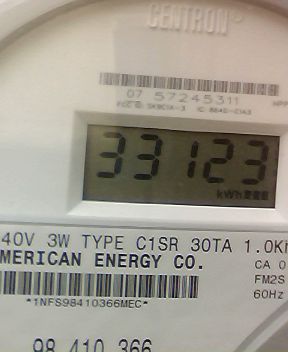 CENTRON®
07 57245311
33123
kWh
40V 3W TYPE C1SR 30TA 1.0K
MERICAN ENERGY CO. CA 0
FM2S
60Hz
*1NFS98410366MEC*
98 410 366